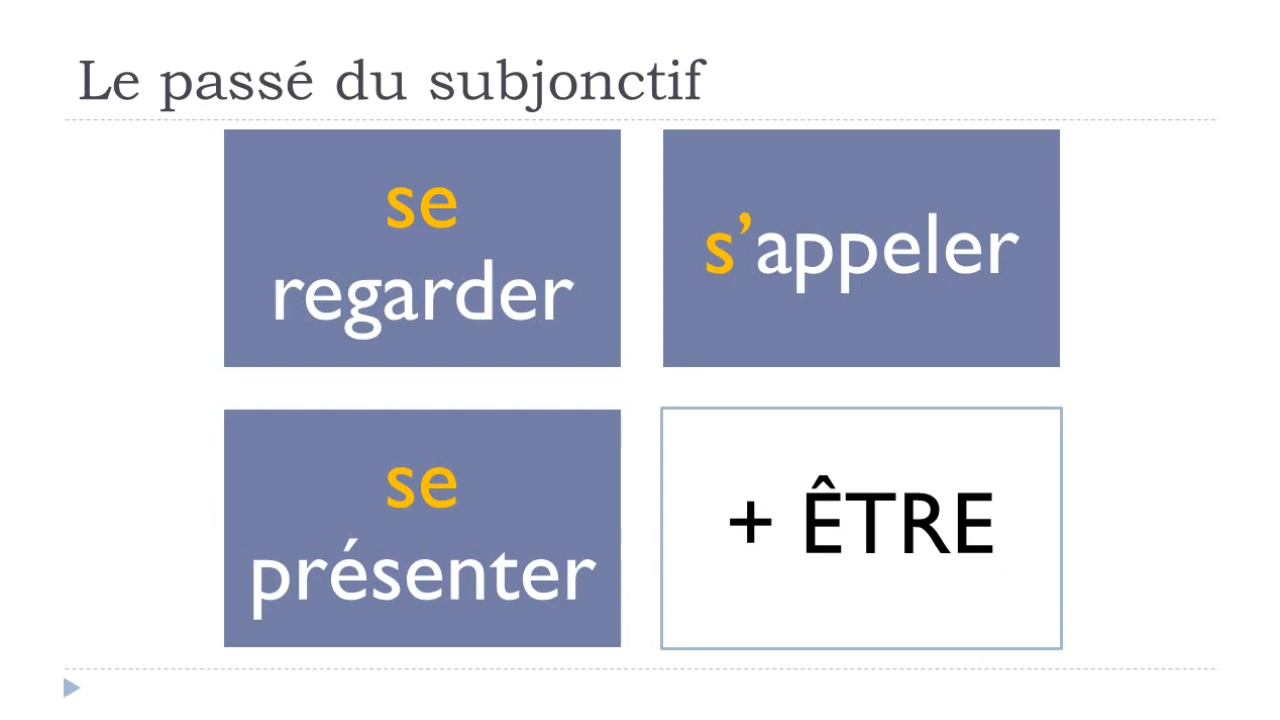 Le passé du subjonctif
se
regarder
s’appeler
se
présenter
+ ÊTRE